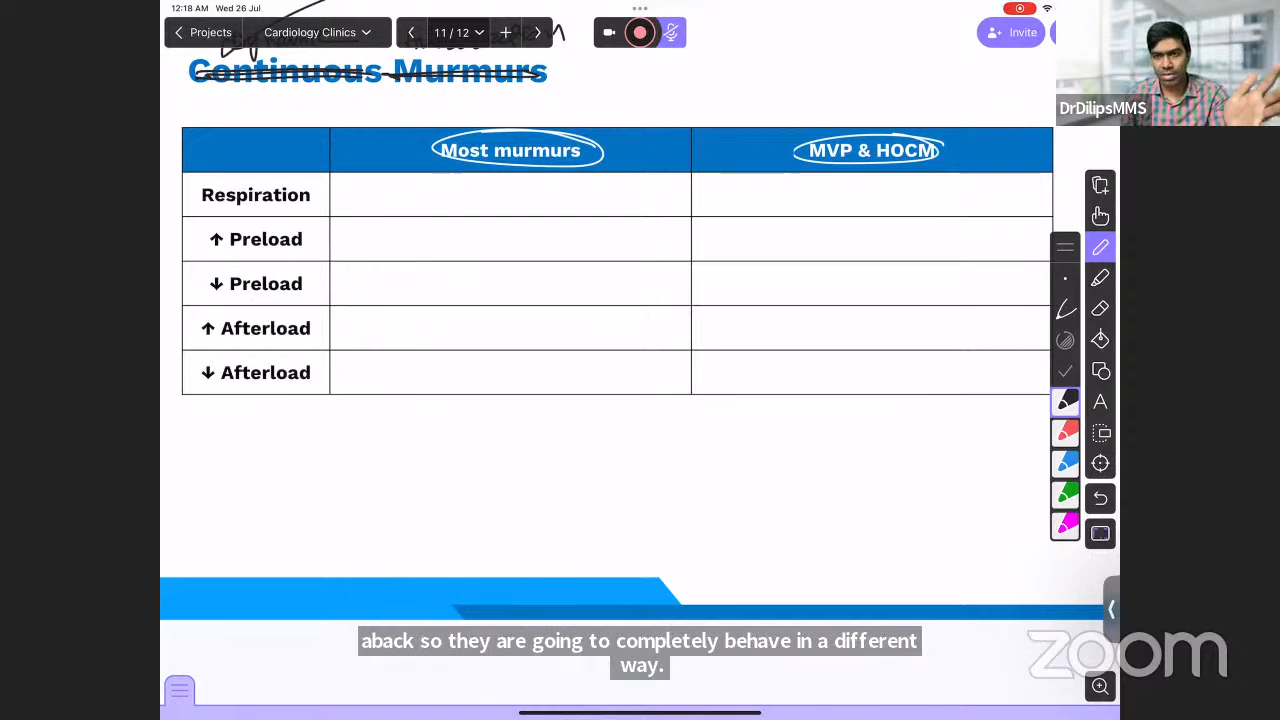 12:18 AM Wed 26 Jul
Projects Cardiology Clinics 11 / 12 Invite
Continuous Murmurs
DrDilipsMMS
Most murmurs MVP & HOCM
Respiration
↑ Preload
↓ Preload
↑ Afterload
↓ Afterload
A
aback so they are going to completely behave in a different
way.
zoom